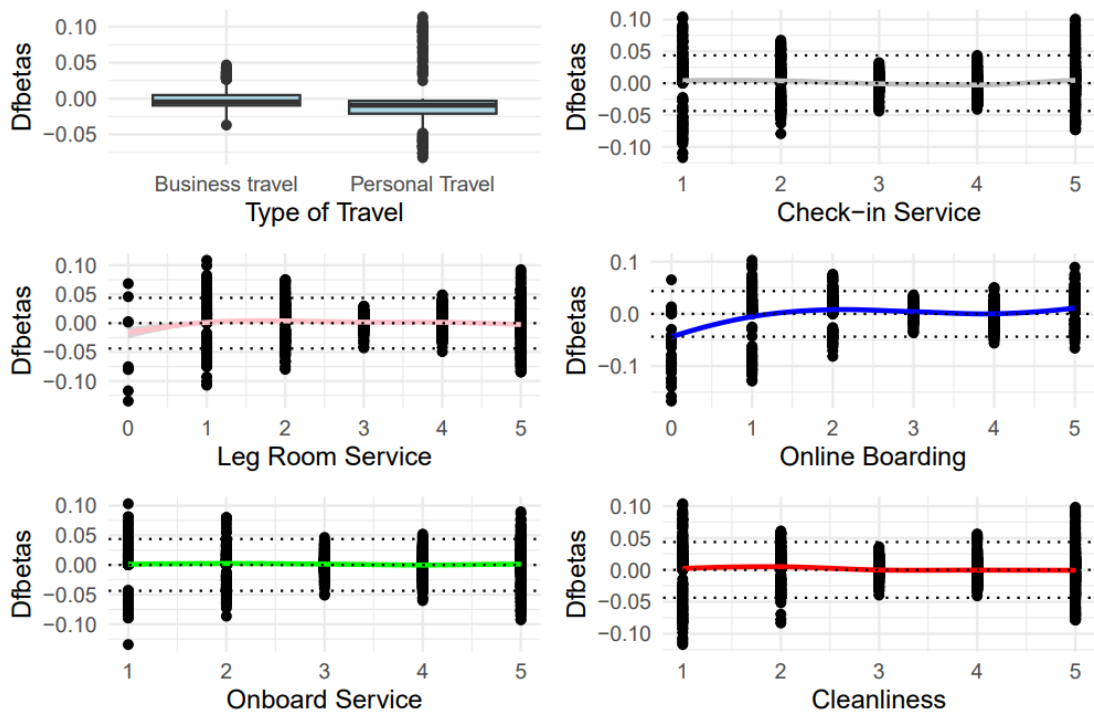 Dfbetas
0.10
0.05
0.00
−0.05
Business travel Personal Travel
Type of Travel
Dfbetas
0.10
0.05
0.00
−0.05
−0.10
1 2 3 4 5
Check−in Service
Dfbetas
0.10
0.05
0.00
−0.05
−0.10
0 1 2 3 4 5
Leg Room Service
Dfbetas
0.1
0.0
−0.1
0 1 2 3 4 5
Online Boarding
Dfbetas
0.10
0.05
0.00
−0.05
−0.10
1 2 3 4 5
Onboard Service
Dfbetas
0.10
0.05
0.00
−0.05
−0.10
1 2 3 4 5
Cleanliness